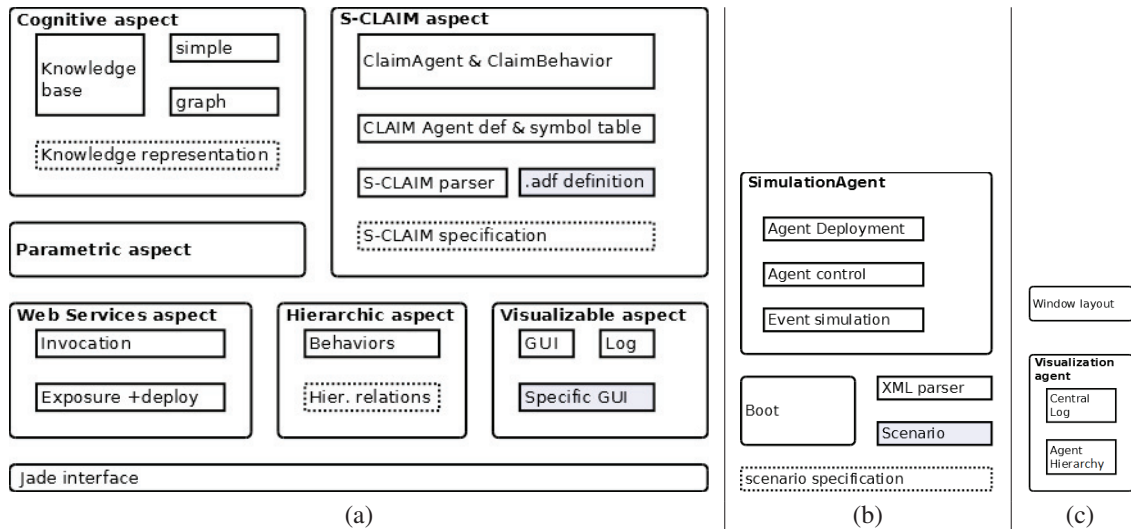 Cognitive aspect
Knowledge
base
simple
graph
Knowledge representation
Parametric aspect
S-CLAIM aspect
ClaimAgent & ClaimBehavior
CLAIM Agent def & symbol table
S-CLAIM parser
.adf definition
S-CLAIM specification
Web Services aspect
Invocation
Exposure +deploy
Hierarchic aspect
Behaviors
Hier. relations
Visualizable aspect
GUI
Log
Specific GUI
Jade interface
(a)
SimulationAgent
Agent Deployment
Agent control
Event simulation
Boot
XML parser
Scenario
scenario specification
(b)
Window layout
Visualization
agent
Central
Log
Agent
Hierarchy
(c)